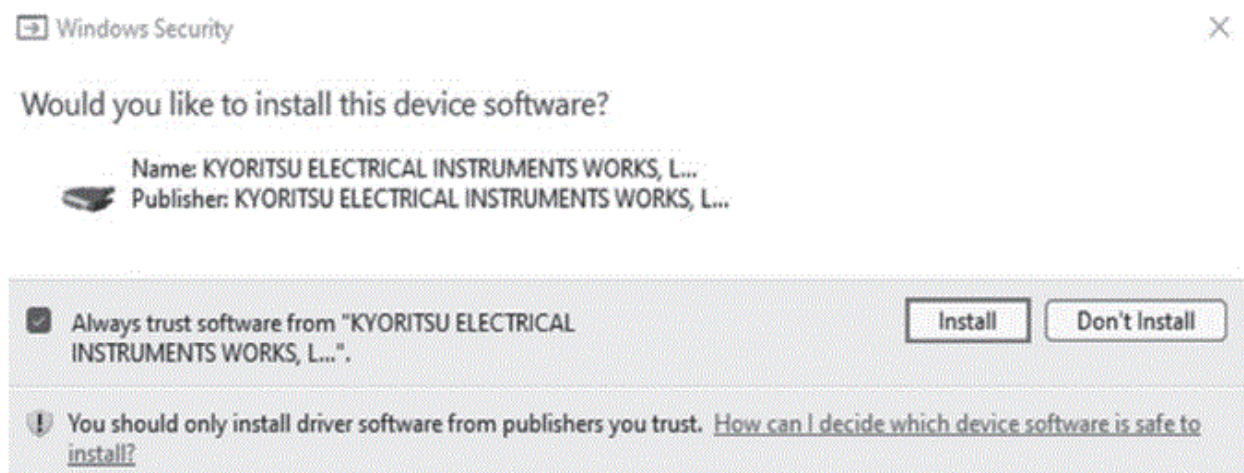 Windows Security
Would you like to install this device software?
Name: KYORITSU ELECTRICAL INSTRUMENTS WORKS, L...
Publisher: KYORITSU ELECTRICAL INSTRUMENTS WORKS, L...
Always trust software from "KYORITSU ELECTRICAL
INSTRUMENTS WORKS, L...".
Install
Don't Install
You should only install driver software from publishers you trust. How can I decide which device software is safe to
install?